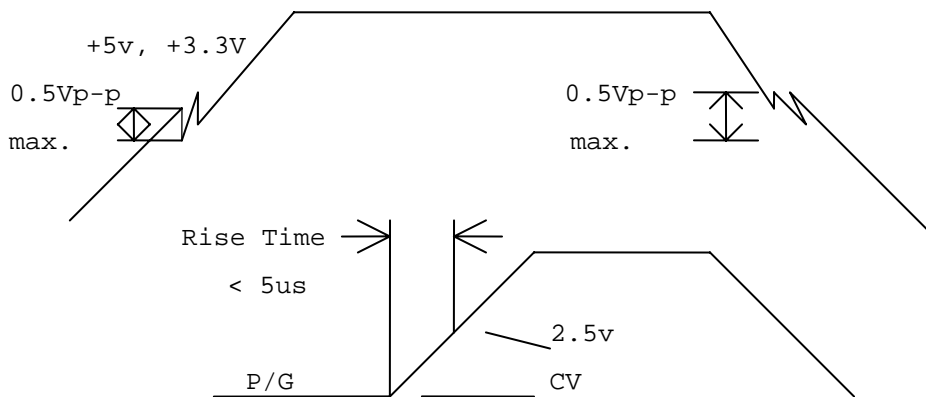 +5v, +3.3V
0.5Vp-p
max.
0.5Vp-p
max.
Rise Time
< 5us
2.5v
P/G
CV